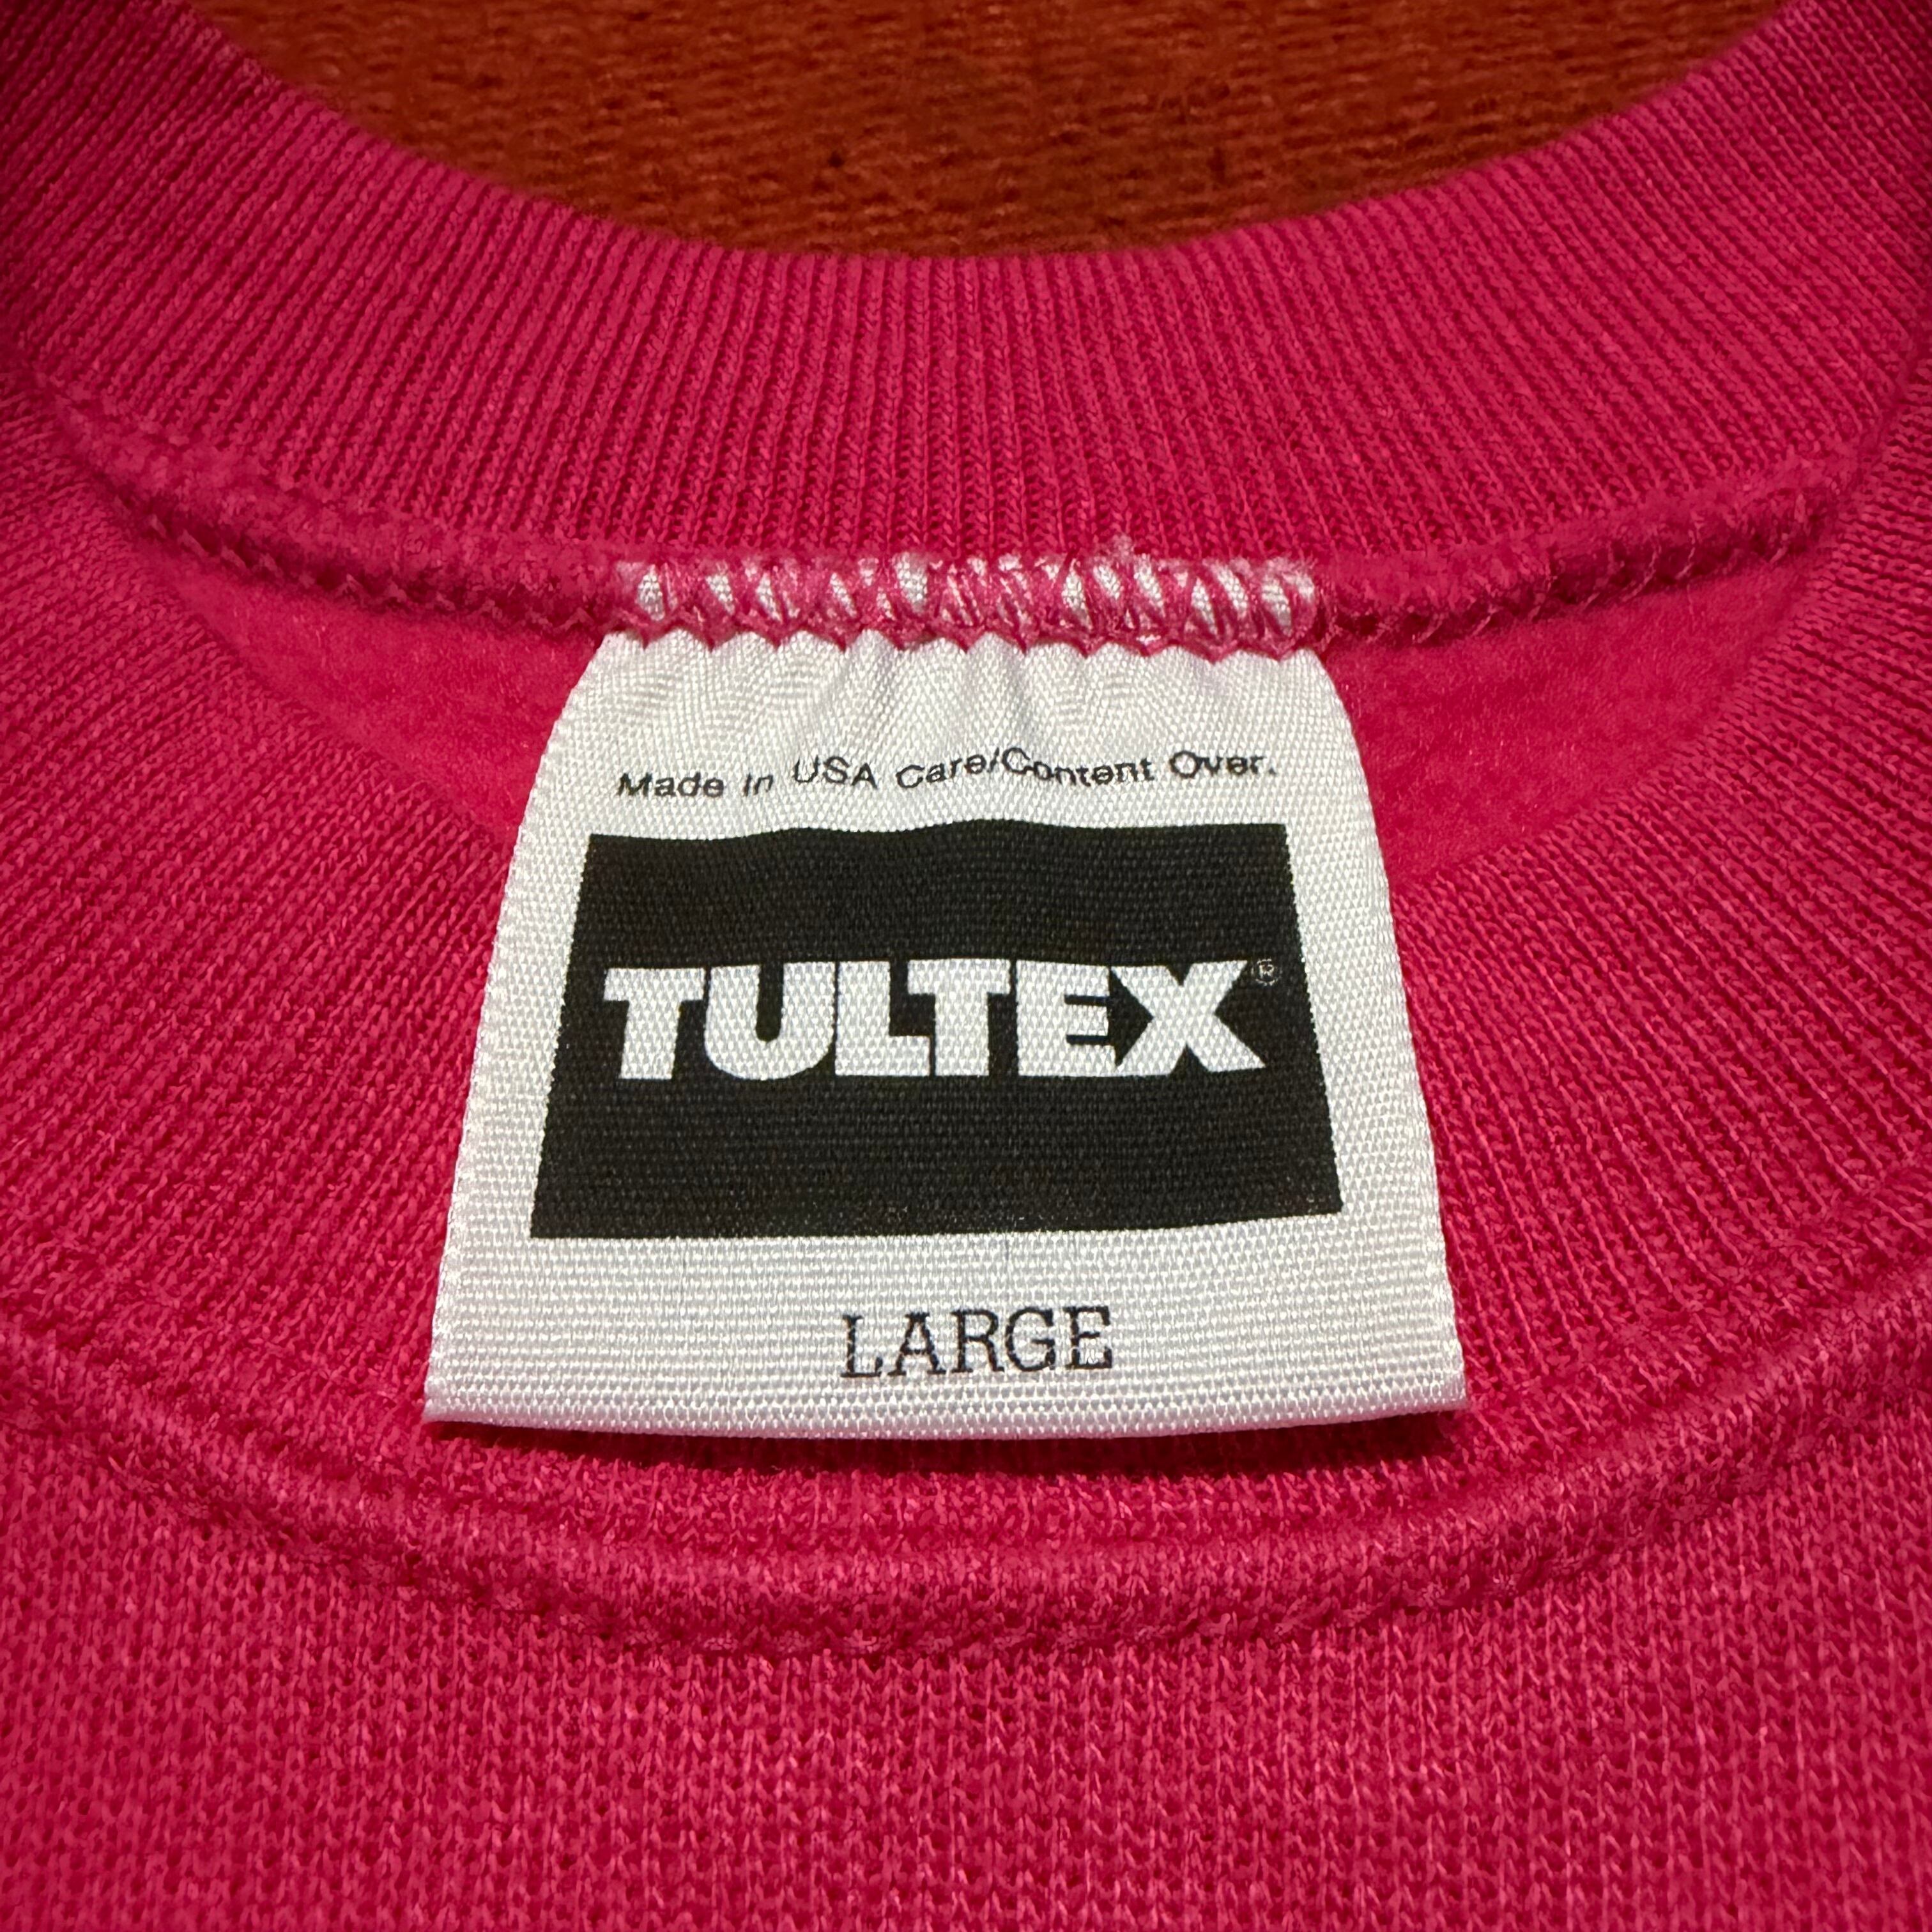 Made in USA Care/Content Over.
TULTEX®
LARGE